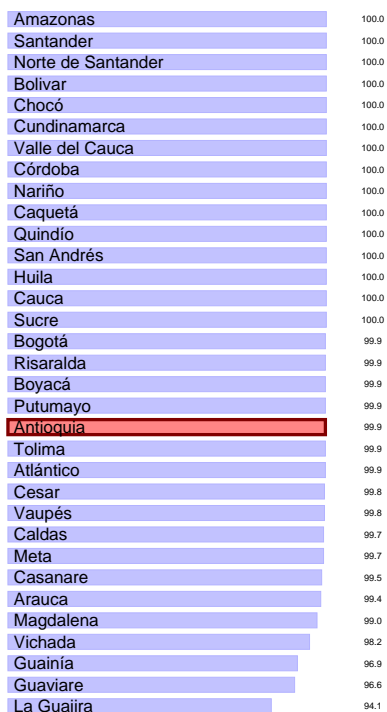 Amazonas 100.0
Santander 100.0
Norte de Santander 100.0
Bolivar 100.0
Chocó 100.0
Cundinamarca 100.0
Valle del Cauca 100.0
Córdoba 100.0
Nariño 100.0
Caquetá 100.0
Quindío 100.0
San Andrés 100.0
Huila 100.0
Cauca 100.0
Sucre 100.0
Bogotá 99.9
Risaralda 99.9
Boyacá 99.9
Putumayo 99.9
Antioquia 99.9
Tolima 99.9
Atlántico 99.9
Cesar 99.8
Vaupés 99.8
Caldas 99.7
Meta 99.7
Casanare 99.5
Arauca 99.4
Magdalena 99.0
Vichada 98.2
Guainía 96.9
Guaviare 96.6
La Guajira 94.1